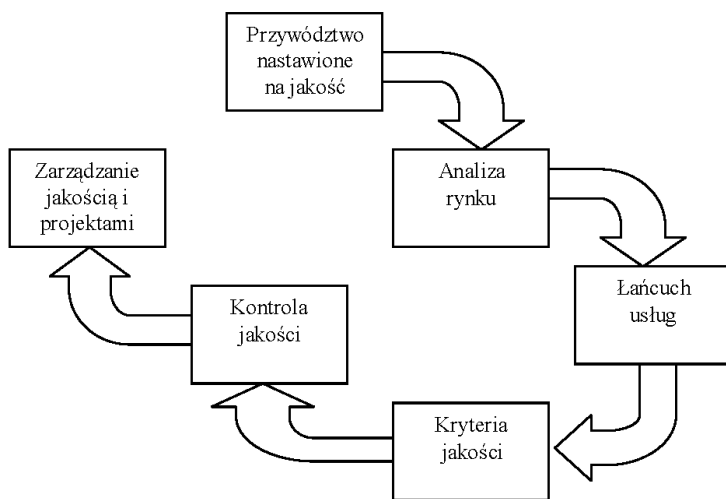 Przywództwo
nastawione
na jakość
Analiza
rynku
Łańcuch
usług
Kryteria
jakości
Kontrola
jakości
Zarządzanie
jakością i
projektami